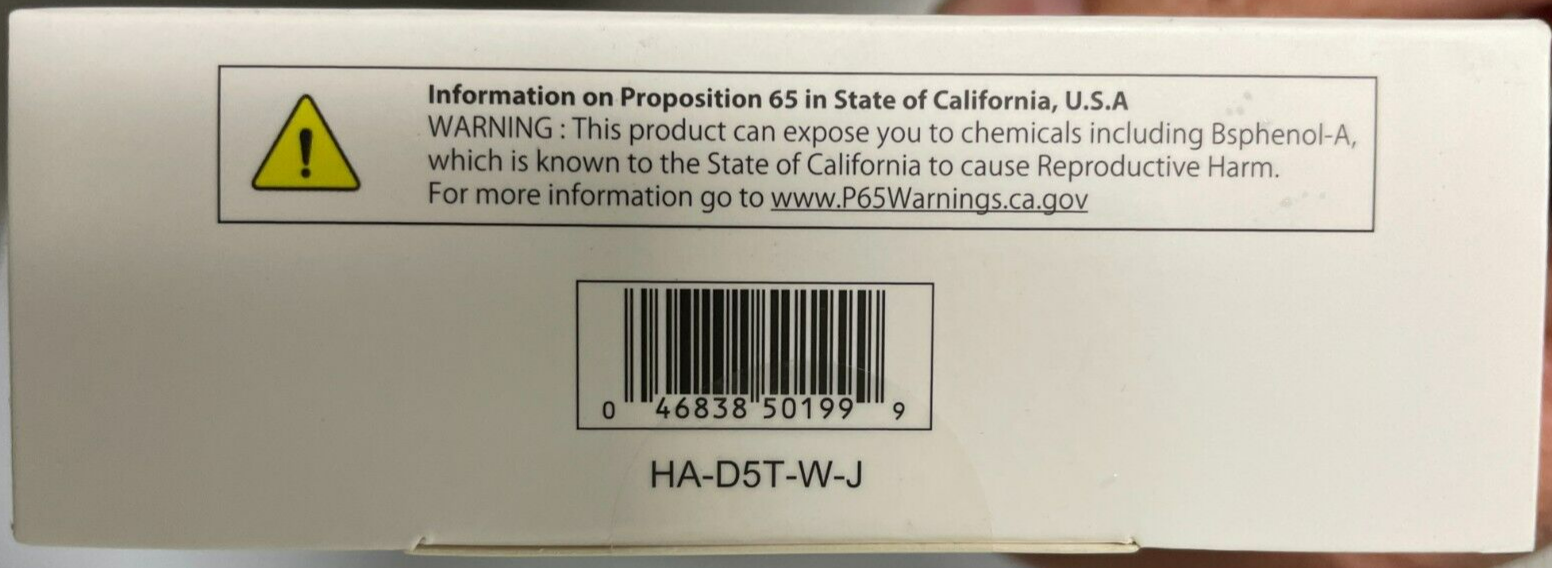 Information on Proposition 65 in State of California, U.S.A
WARNING : This product can expose you to chemicals including Bsphenol-A,
which is known to the State of California to cause Reproductive Harm.
For more information go to www.P65Warnings.ca.gov
0 46838 50199 9
HA-D5T-W-J